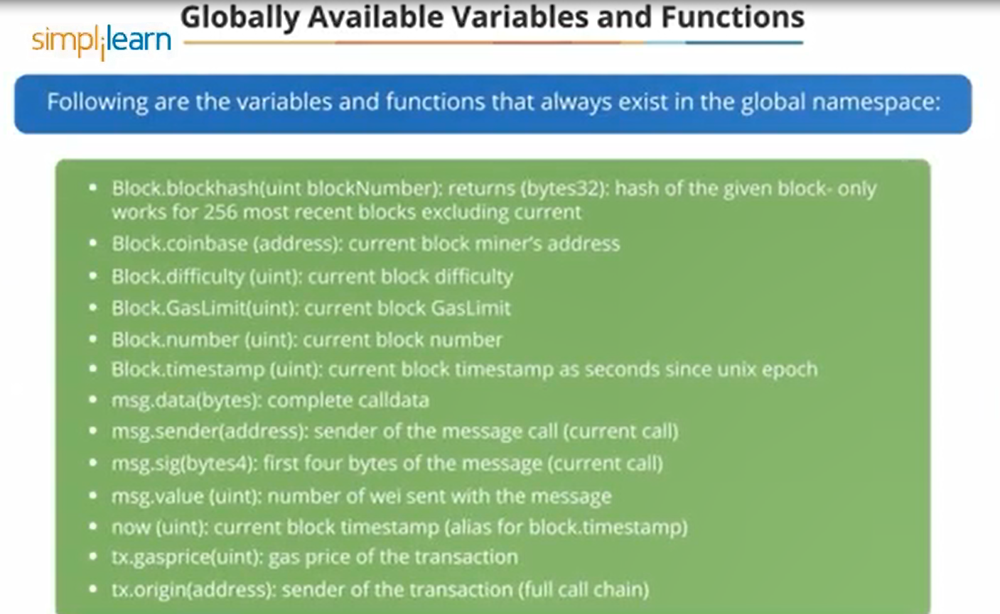 Globally Available Variables and Functions
simplilearn
Following are the variables and functions that always exist in the global namespace:
• Block.blockhash(uint blockNumber): returns (bytes32): hash of the given block- only
works for 256 most recent blocks excluding current
• Block.coinbase (address): current block miner's address
• Block.difficulty (uint): current block difficulty
• Block.GasLimit(uint): current block GasLimit
• Block.number (uint): current block number
• Block.timestamp (uint): current block timestamp as seconds since unix epoch
• msg.data(bytes): complete calldata
• msg.sender(address): sender of the message call (current call)
• msg.sig(bytes4): first four bytes of the message (current call)
• msg.value (uint): number of wei sent with the message
• now (uint): current block timestamp (alias for block.timestamp)
• tx.gasprice(uint): gas price of the transaction
• tx.origin(address): sender of the transaction (full call chain)